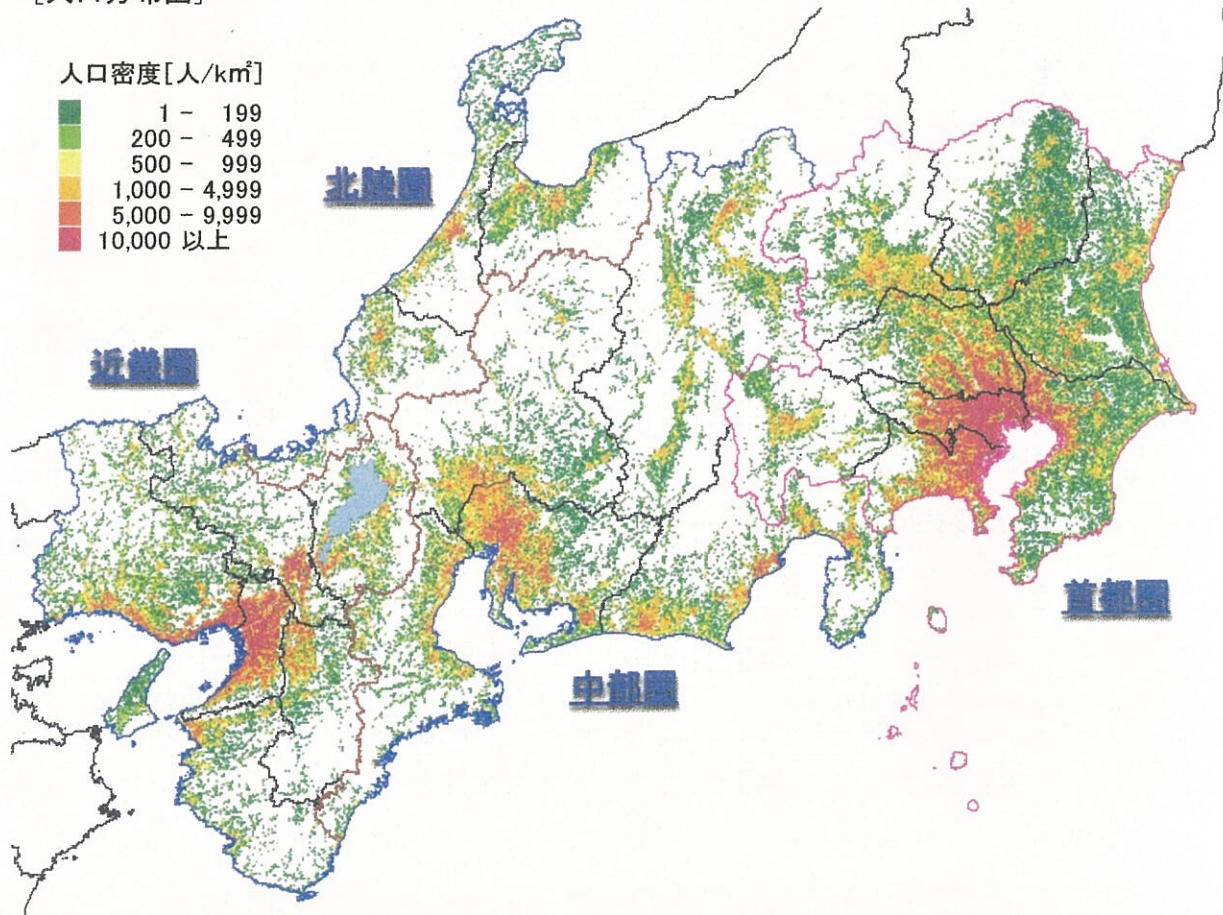 人口密度[人/km²]
1 - 199
200 - 499
500 - 999
1,000 - 4,999
5,000 - 9,999
10,000 以上
北陸圏
近畿圏
首都圏
中部圏